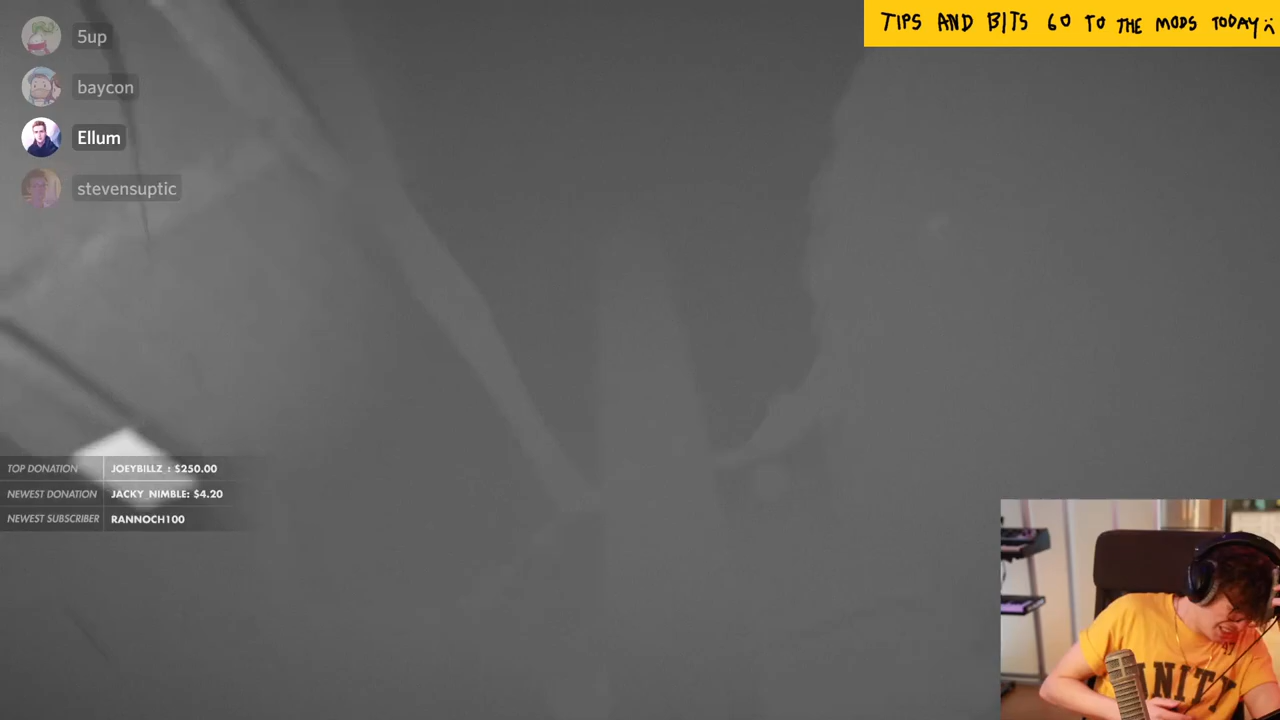 TIPS AND BITS GO TO THE MODS TODAY
5up
baycon
Ellum
stevensuptic
TOP DONATION JOEYBILLZ : $250.00
NEWEST DONATION JACKY_NIMBLE: $4.20
NEWEST SUBSCRIBER RANNOCH100